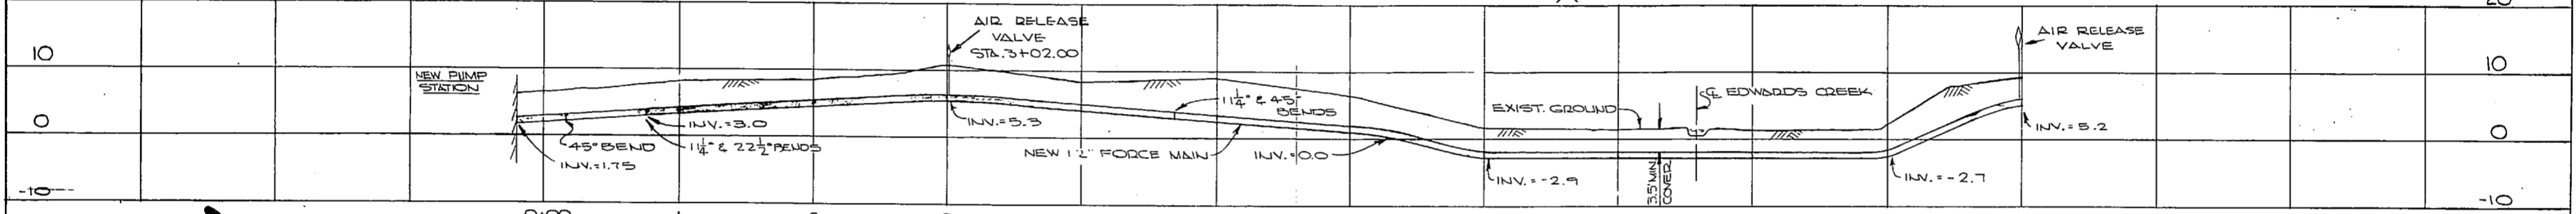 20
AIR RELEASE
VALVE
STA. 3+02.00
AIR RELEASE
VALVE
10
10
NEW PUMP
STATION
11¼° & 45°
BENDS
EXIST. GROUND
℄ EDWARDS CREEK
0
0
INV.=3.0
INV.=5.3
INV.=5.2
45° BEND
11¼° & 22½° BENDS
NEW 12" FORCE MAIN
INV.=0.0
INV.=1.75
INV.=-2.9
3.5' MIN
COVER
INV.=-2.7
-10
-10
0+00